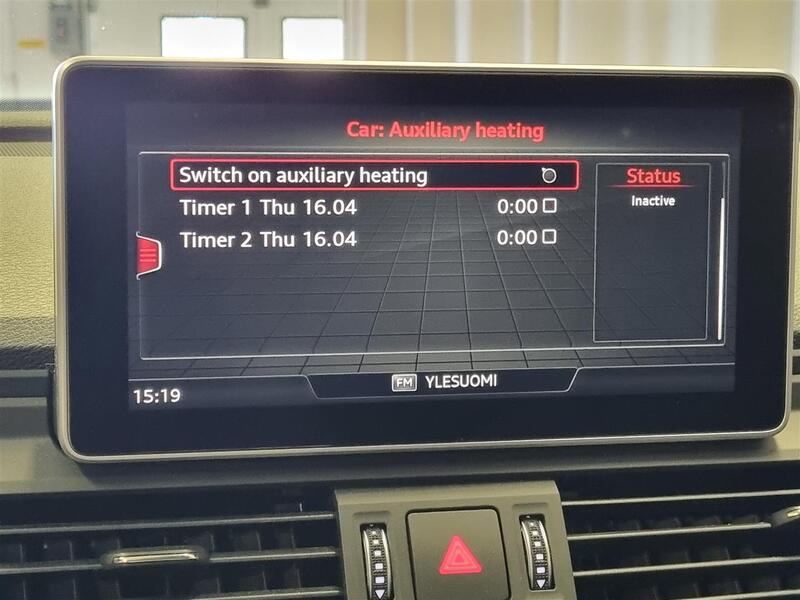 Car: Auxiliary heating
Switch on auxiliary heating
Timer 1 Thu 16.04 0:00
Timer 2 Thu 16.04 0:00
Status
Inactive
15:19
FM YLESUOMI